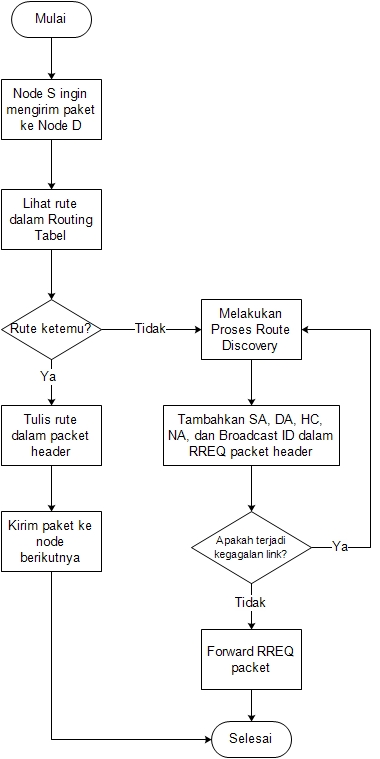 Mulai
Node S ingin
mengirim paket
ke Node D
Lihat rute
dalam Routing
Tabel
Rute ketemu?
Tidak
Melakukan
Proses Route
Discovery
Ya
Tulis rute
dalam packet
header
Tambahkan SA, DA, HC,
NA, dan Broadcast ID dalam
RREQ packet header
Kirim paket ke
node
berikutnya
Apakah terjadi
kegagalan link?
Ya
Tidak
Forward RREQ
packet
Selesai